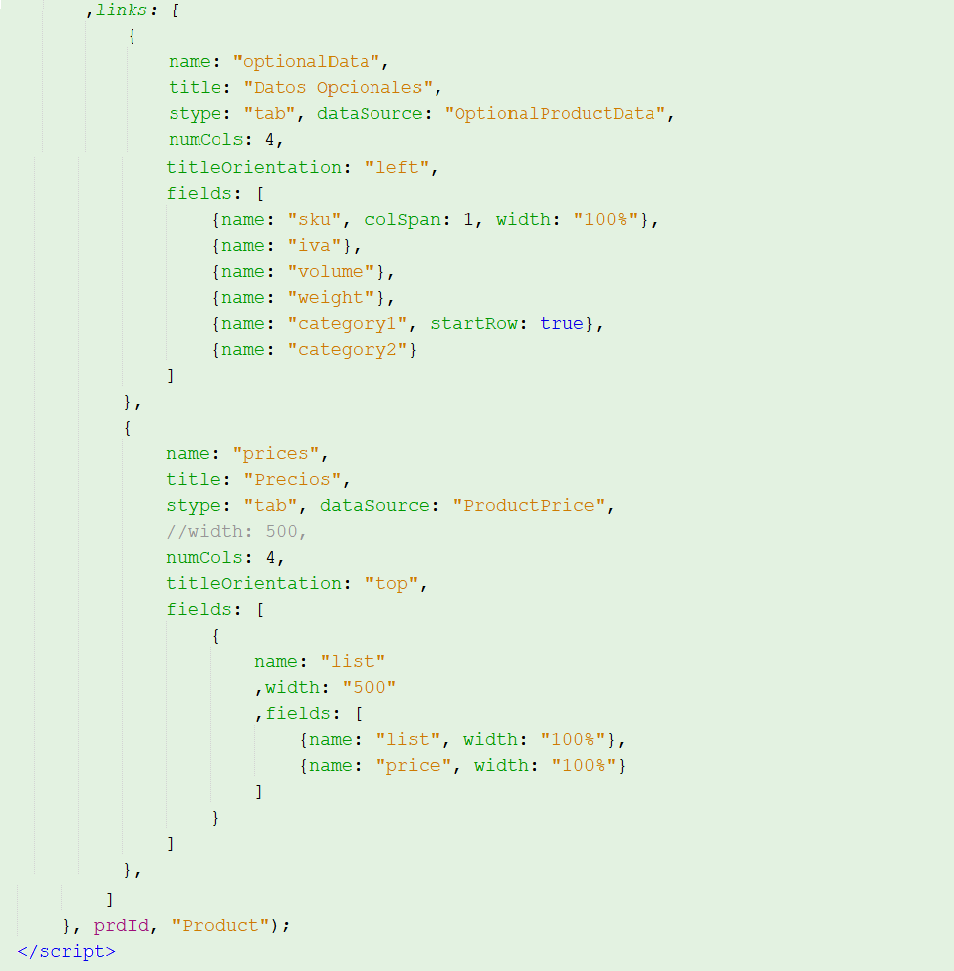 ,links: [
{
name: "optionalData",
title: "Datos Opcionales",
stype: "tab", dataSource: "OptionalProductData",
numCols: 4,
titleOrientation: "left",
fields: [
{name: "sku", colSpan: 1, width: "100%"},
{name: "iva"},
{name: "volume"},
{name: "weight"},
{name: "category1", startRow: true},
{name: "category2"}
]
},
{
name: "prices",
title: "Precios",
stype: "tab", dataSource: "ProductPrice",
//width: 500,
numCols: 4,
titleOrientation: "top",
fields: [
{
name: "list"
,width: "500"
,fields: [
{name: "list", width: "100%"},
{name: "price", width: "100%"}
]
}
]
},
]
}, prdId, "Product");
</script>